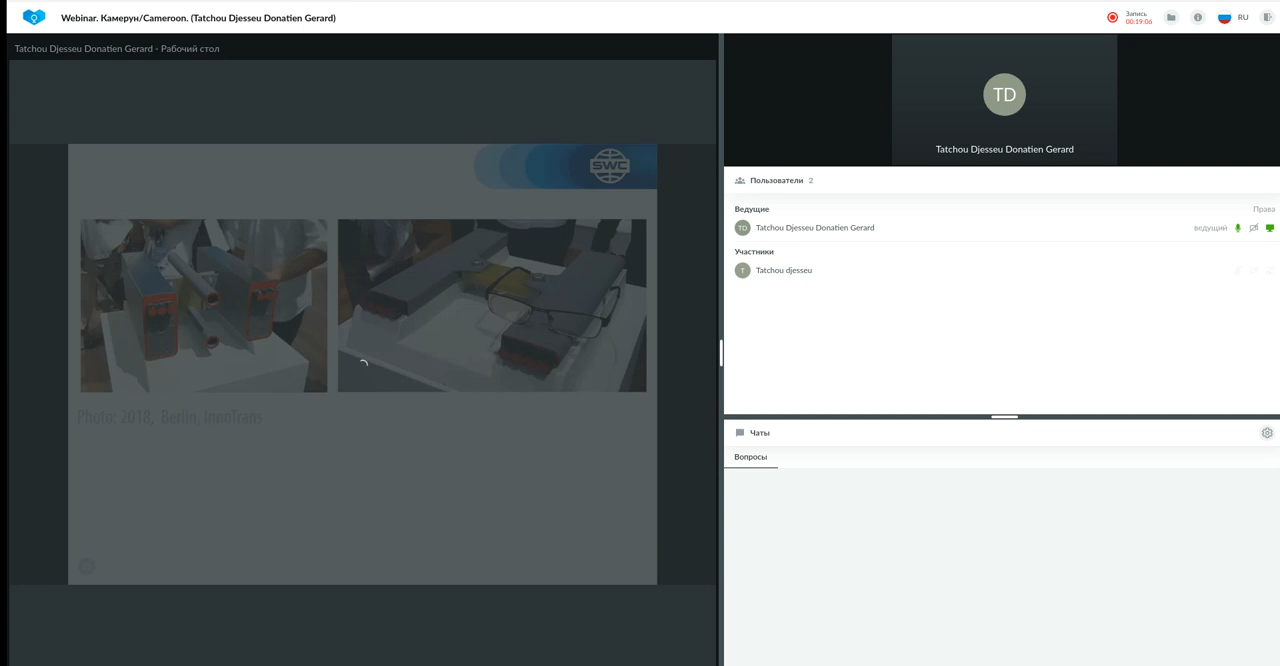 Webinar. Камерун/Cameroon. (Tatchou Djesseu Donatien Gerard)
Запись
00:19:06
RU
Tatchou Djesseu Donatien Gerard - Рабочий стол
SWC
Photo: 2018, Berlin, InnoTrans
TD
Tatchou Djesseu Donatien Gerard
Пользователи 2
Ведущие Права
TD Tatchou Djesseu Donatien Gerard ведущий
Участники
T Tatchou djesseu
Чаты
Вопросы